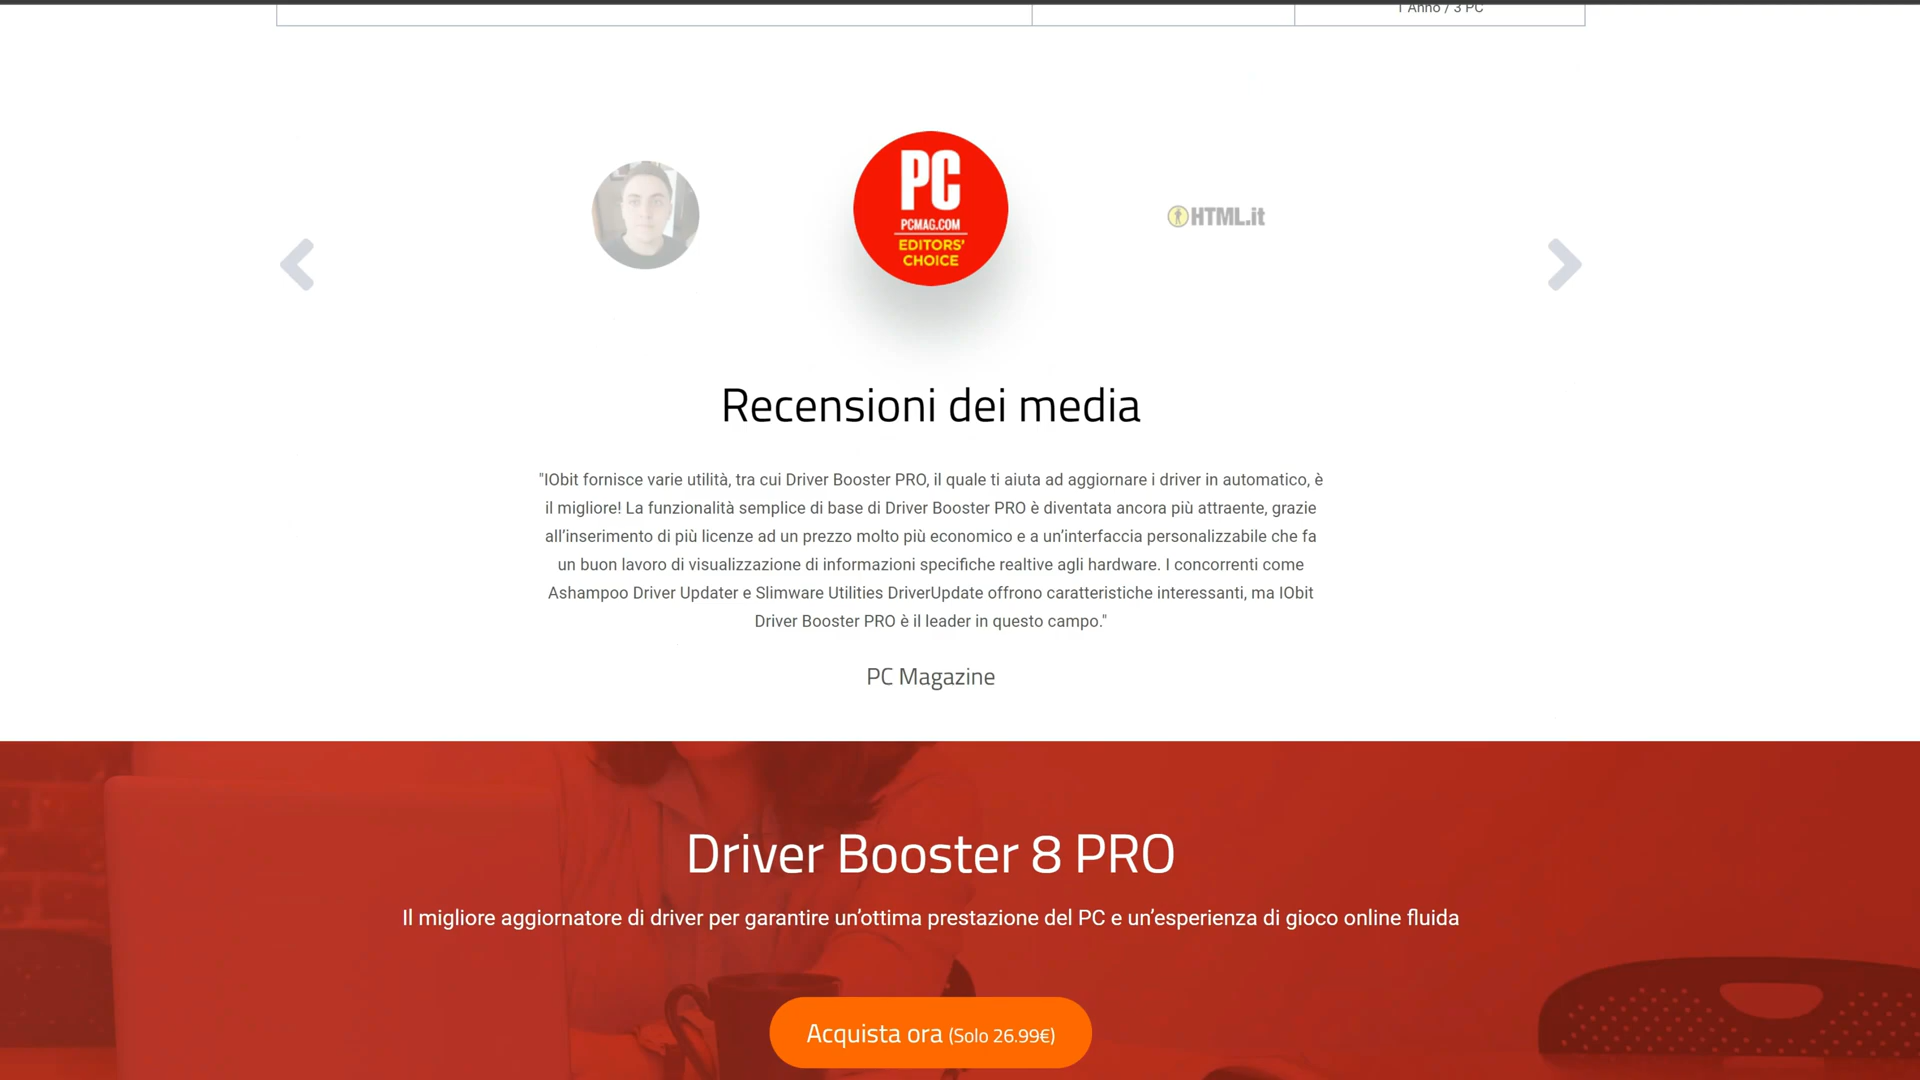 1 Anno / 3 PC
PC
PCMAG.COM
EDITORS'
CHOICE
HTML.it
Recensioni dei media
"IObit fornisce varie utilità, tra cui Driver Booster PRO, il quale ti aiuta ad aggiornare i driver in automatico, è
il migliore! La funzionalità semplice di base di Driver Booster PRO è diventata ancora più attraente, grazie
all’inserimento di più licenze ad un prezzo molto più economico e a un’interfaccia personalizzabile che fa
un buon lavoro di visualizzazione di informazioni specifiche realtive agli hardware. I concorrenti come
Ashampoo Driver Updater e Slimware Utilities DriverUpdate offrono caratteristiche interessanti, ma IObit
Driver Booster PRO è il leader in questo campo."
PC Magazine
Driver Booster 8 PRO
Il migliore aggiornatore di driver per garantire un’ottima prestazione del PC e un’esperienza di gioco online fluida
Acquista ora (Solo 26.99€)